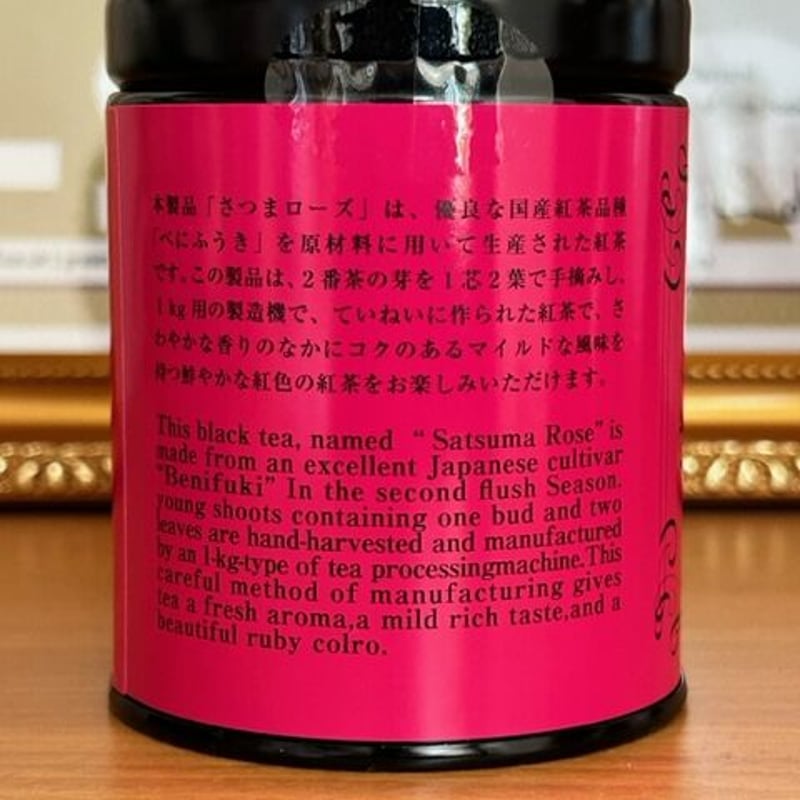 本製品「さつまローズ」は、優良な国産紅茶品種
「べにふうき」を原材料に用いて生産された紅茶
です。この製品は、2番茶の芽を1芯2葉で手摘みし、
1kg用の製造機で、ていねいに作られた紅茶で、さ
わやかな香りのなかにコクのあるマイルドな風味を
持つ鮮やかな紅色の紅茶をお楽しみいただけます。
This black tea, named “ Satsuma Rose” is
made from an excellent Japanese cultivar
"Benifuki” In the second flush Season.
young shoots containing one bud and two
leaves are hand-harvested and manufactured
by an 1-kg-type of tea processingmachine.This
careful method of manufacturing gives
tea a fresh aroma,a mild rich taste,and a
beautiful ruby colro.